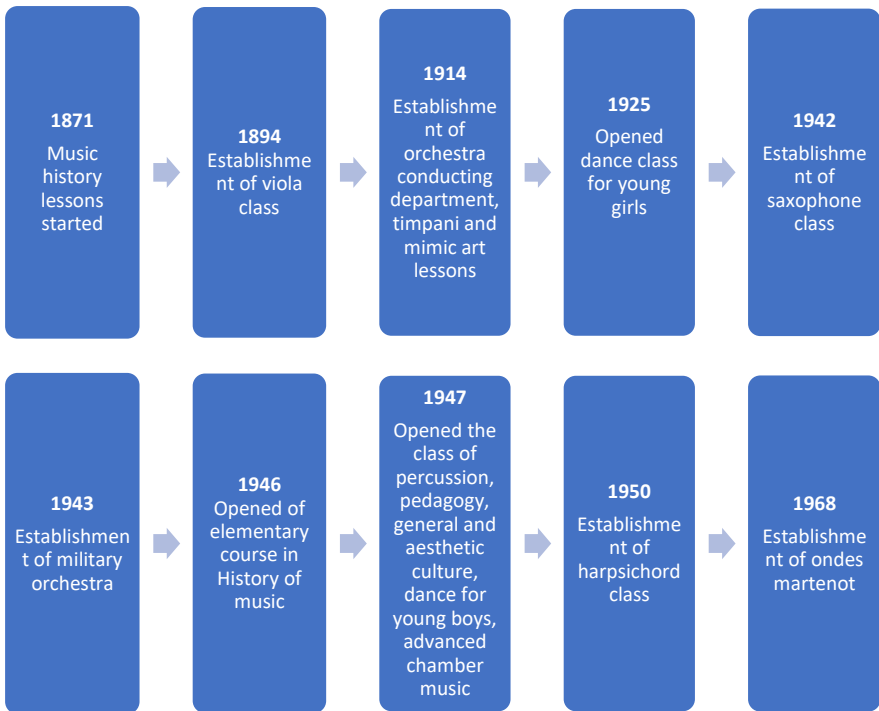 1871
Music
history
lessons
started
1894
Establishme
nt of viola
class
1914
Establishme
nt of
orchestra
conducting
department,
timpani and
mimic art
lessons
1925
Opened
dance class
for young
girls
1942
Establishme
nt of
saxophone
class
1943
Establishmen
t of military
orchestra
1946
Opened of
elementary
course in
History of
music
1947
Opened the
class of
percussion,
pedagogy,
general and
aesthetic
culture,
dance for
young boys,
advanced
chamber
music
1950
Establishme
nt of
harpsichord
class
1968
Establishme
nt of ondes
martenot